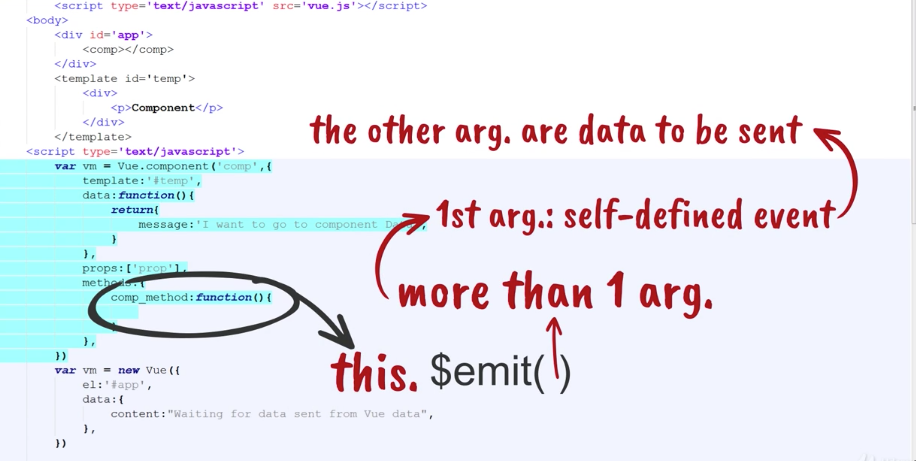 <script type='text/javascript' src='vue.js'></script>
<body>
<div id='app'>
<comp></comp>
</div>
<template id='temp'>
<div>
<p>Component</p>
</div>
</template>
the other arg. are data to be sent
<script type='text/javascript'>
var vm = Vue.component('comp',{
template:'#temp',
data:function(){
return{
1st arg.: self-defined event
message:'I want to go to component
}
},
props:['prop'],
methods:{
more than 1 arg.
comp_method:function(){
},
})
this. $emit( )
var vm = new Vue({
el:'#app',
data:{
content:"Waiting for data sent from Vue data",
},
})